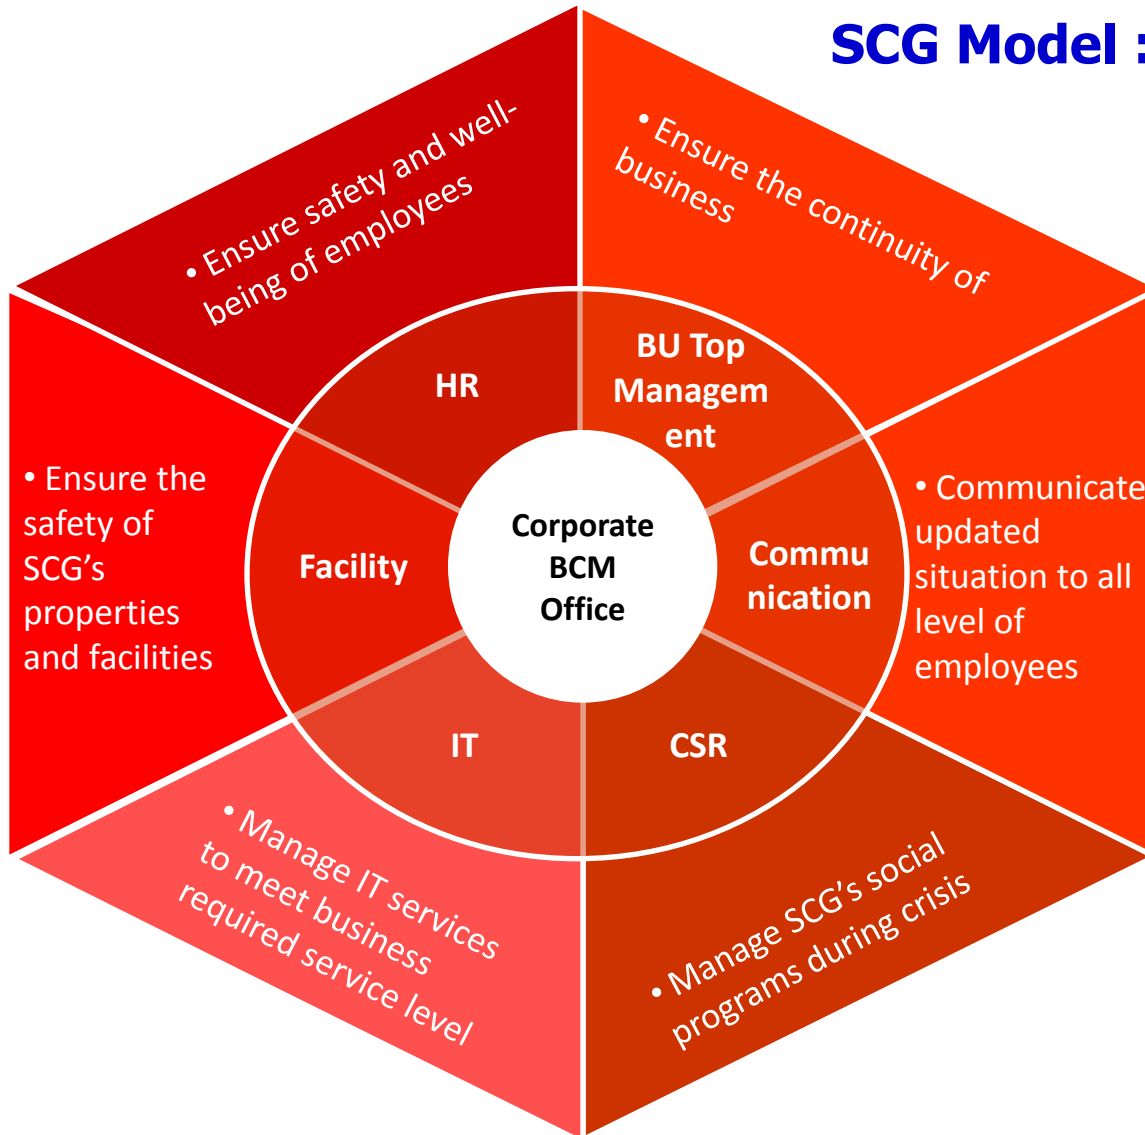 SCG Model :
• Ensure safety and well-
being of employees
• Ensure the continuity of
business
HR
BU Top
Managem
ent
• Ensure the
safety of
SCG's
properties
and facilities
Facility
Corporate
BCM
Office
Commu
nication
• Communicate
updated
situation to all
level of
employees
IT
CSR
• Manage IT services
to meet business
required service level
• Manage SCG's social
programs during crisis